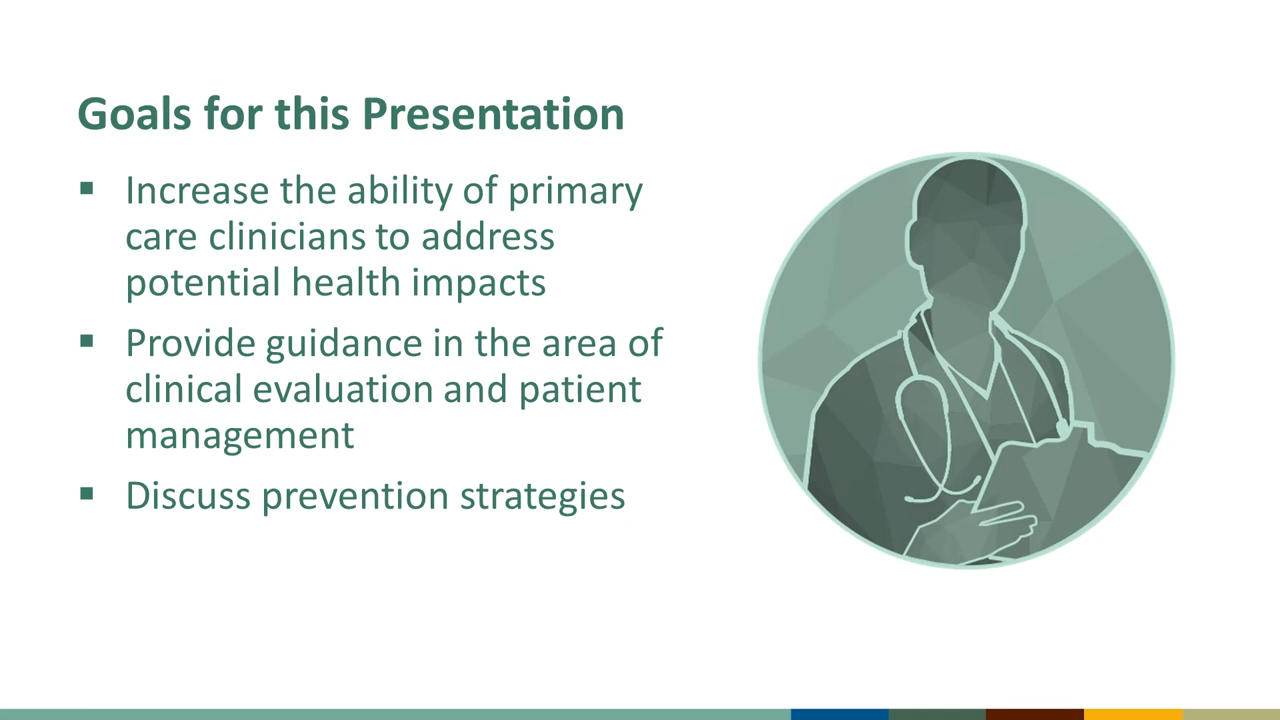 Goals for this Presentation
▪ Increase the ability of primary
care clinicians to address
potential health impacts
▪ Provide guidance in the area of
clinical evaluation and patient
management
▪ Discuss prevention strategies